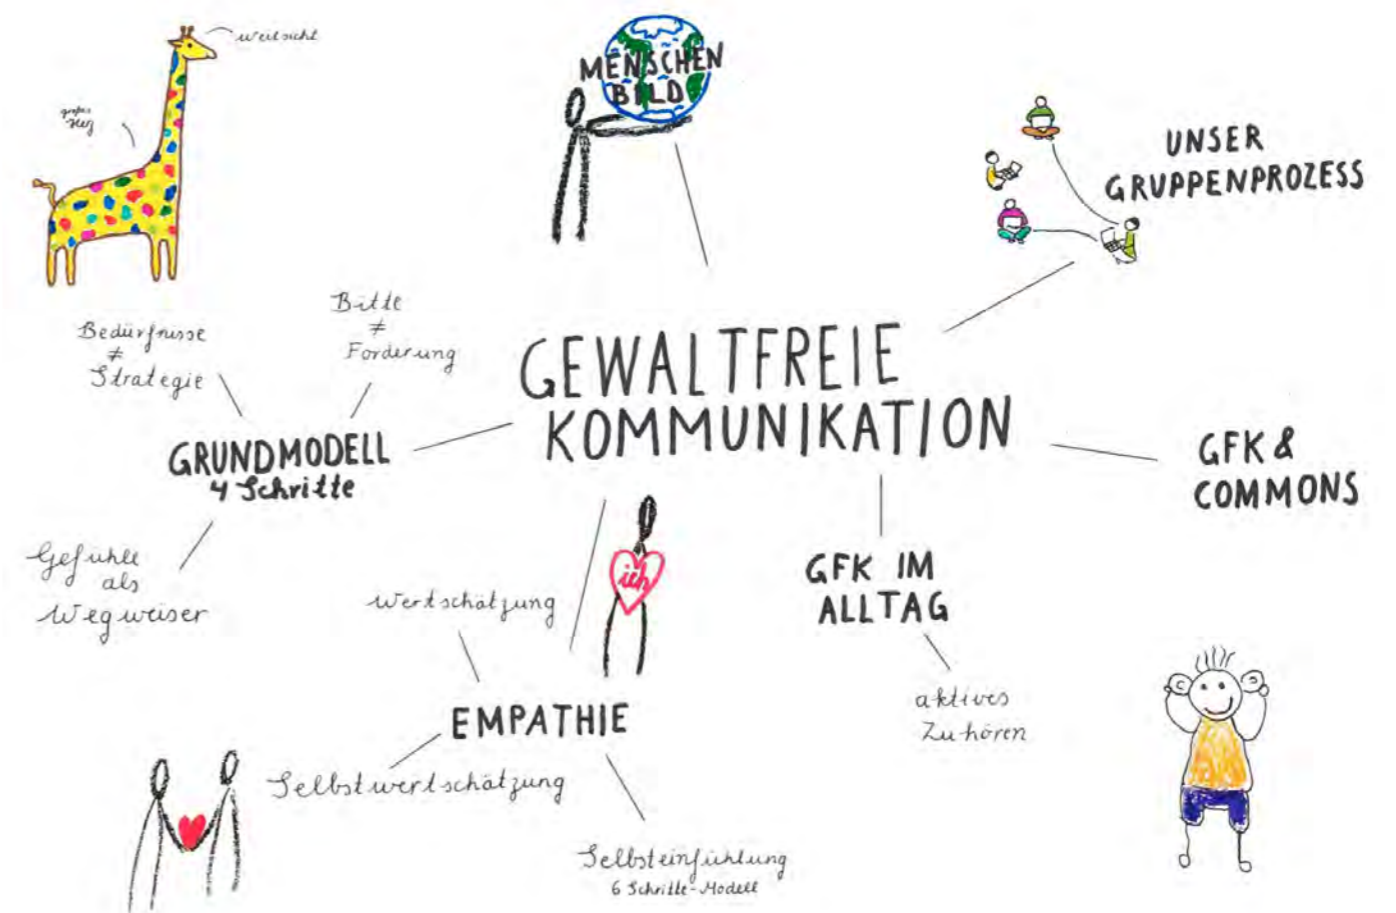 Weitsicht
großes
Herz
MENSCHEN
BILD
UNSER
GRUPPENPROZESS
Bedürfnisse
≠
Strategie
Bitte
≠
Forderung
GEWALTFREIE
KOMMUNIKATION
GRUNDMODELL
4 Schritte
GFK &
COMMONS
Gefühle
als
Wegweiser
ich
GFK IM
ALLTAG
Wertschätzung
EMPATHIE
aktives
Zuhören
Selbstwertschätzung
Selbsteinfühlung
6 Schritte-Modell